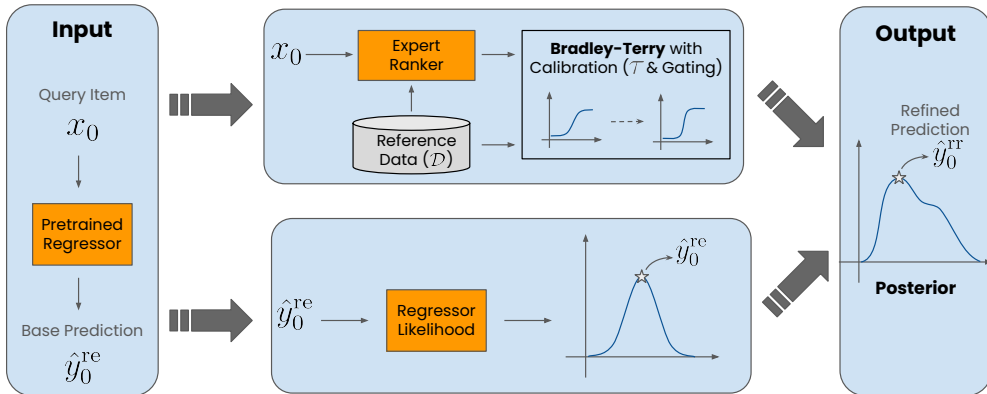 Input
Query Item
x₀
Pretrained
Regressor
Base Prediction
ŷ₀ʳᵉ
x₀
Expert
Ranker
Reference
Data (𝒟)
Bradley-Terry with
Calibration (𝒯 & Gating)
ŷ₀ʳᵉ
Regressor
Likelihood
ŷ₀ʳᵉ
Output
Refined
Prediction
ŷ₀ʳʳ
Posterior